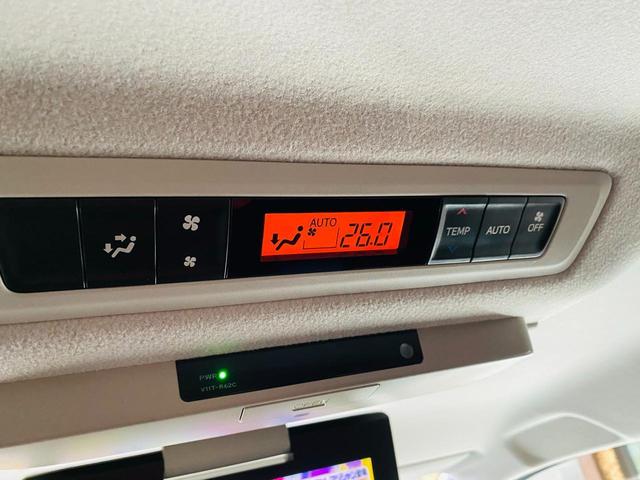 AUTO
26.0
TEMP
AUTO
OFF
PWR
V11T-R62C